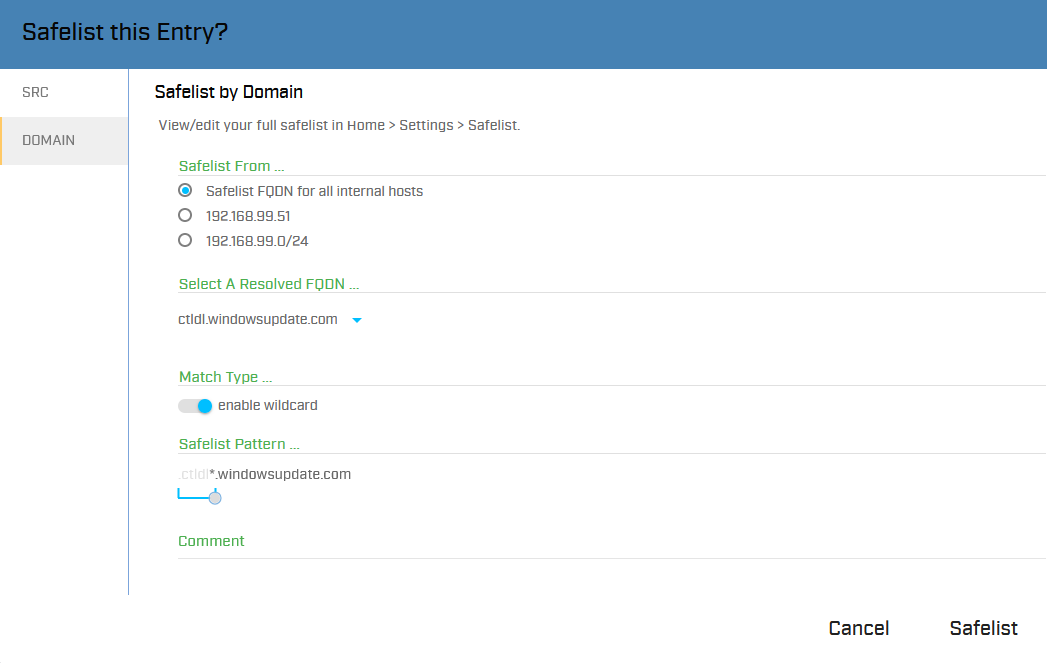 Safelist this Entry?
SRC
DOMAIN
Safelist by Domain
View/edit your full safelist in Home > Settings > Safelist.
Safelist From ...
Safelist FQDN for all internal hosts
192.168.99.51
192.168.99.0/24
Select A Resolved FQDN ...
ctldl.windowsupdate.com
Match Type ...
enable wildcard
Safelist Pattern ...
.ctldl*.windowsupdate.com
Comment
Cancel
Safelist